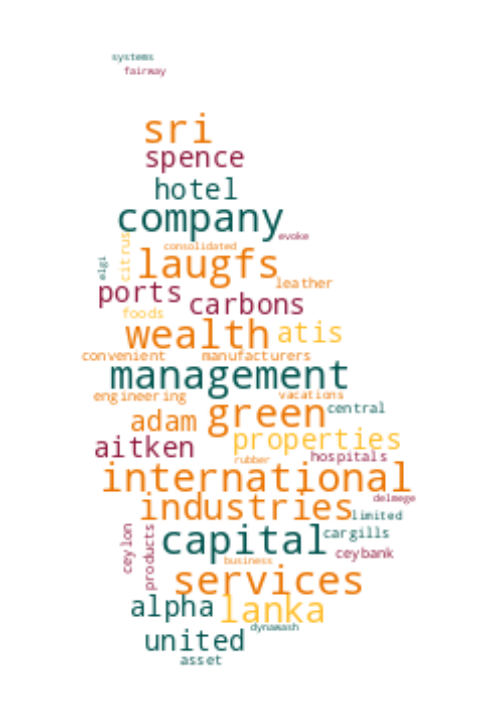 systems
fairway
sri
spence
hotel
company
evoke
citrus
consolidated
elgi
laugfs
leather
ports
carbons
foods
wealth
atis
convenient
manufacturers
management
engineering
vacations
green
central
adam
properties
aitken
hospitals
rubber
international
delmege
industries
limited
ceylon
products
capital
cargills
ceybank
business
services
alpha
lanka
dynawash
united
asset